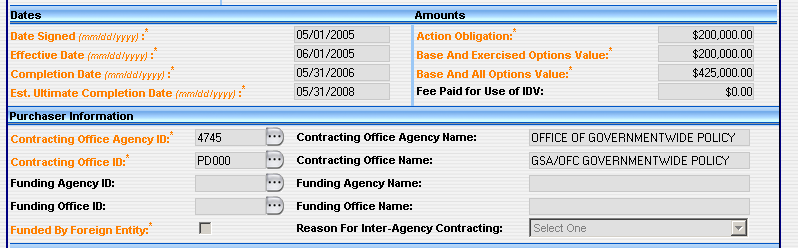 Dates Amounts
Date Signed (mm/dd/yyyy) :* 05/01/2005 Action Obligation:* $200,000.00
Effective Date (mm/dd/yyyy) :* 06/01/2005 Base And Exercised Options Value:* $200,000.00
Completion Date (mm/dd/yyyy) :* 05/31/2006 Base And All Options Value:* $425,000.00
Est. Ultimate Completion Date (mm/dd/yyyy) :* 05/31/2008 Fee Paid for Use of IDV: $0.00
Purchaser Information
Contracting Office Agency ID:* 4745 Contracting Office Agency Name: OFFICE OF GOVERNMENTWIDE POLICY
Contracting Office ID:* PD000 Contracting Office Name: GSA/OFC GOVERNMENTWIDE POLICY
Funding Agency ID: Funding Agency Name:
Funding Office ID: Funding Office Name:
Funded By Foreign Entity:* Reason For Inter-Agency Contracting: Select One